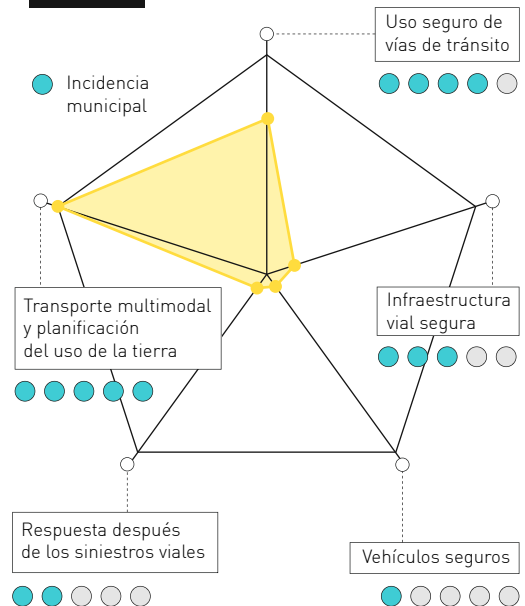 Uso seguro de
vías de tránsito
Incidencia
municipal
Transporte multimodal
y planificación
del uso de la tierra
Infraestructura
vial segura
Respuesta después
de los siniestros viales
Vehículos seguros